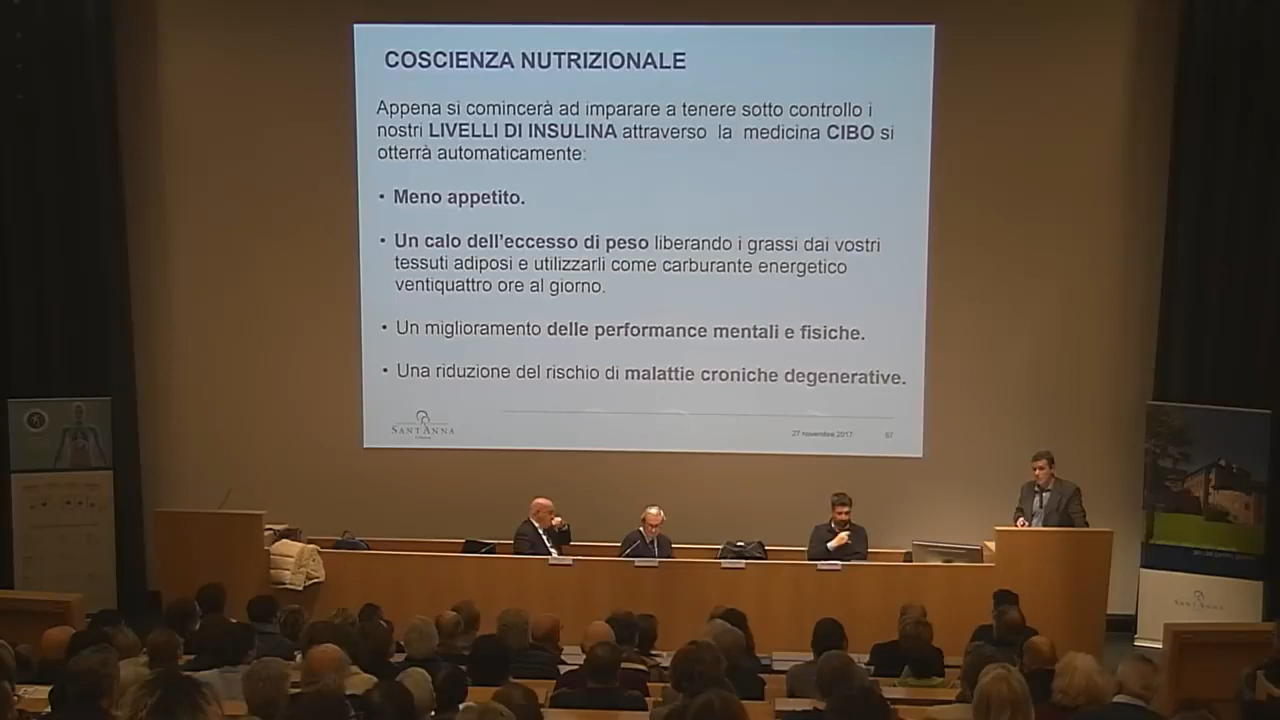 COSCIENZA NUTRIZIONALE
Appena si comincerà ad imparare a tenere sotto controllo i
nostri LIVELLI DI INSULINA attraverso la medicina CIBO si
otterrà automaticamente:
• Meno appetito.
• Un calo dell'eccesso di peso liberando i grassi dai vostri
tessuti adiposi e utilizzarli come carburante energetico
ventiquattro ore al giorno.
• Un miglioramento delle performance mentali e fisiche.
• Una riduzione del rischio di malattie croniche degenerative.
SANT'ANNA
27 novembre 2017
67
SANT'ANNA